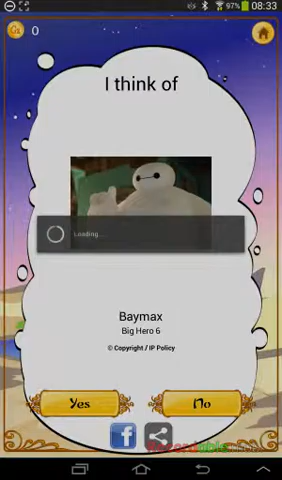 97% 08:33
0
I think of
Loading...
Baymax
Big Hero 6
© Copyright / IP Policy
Yes
No